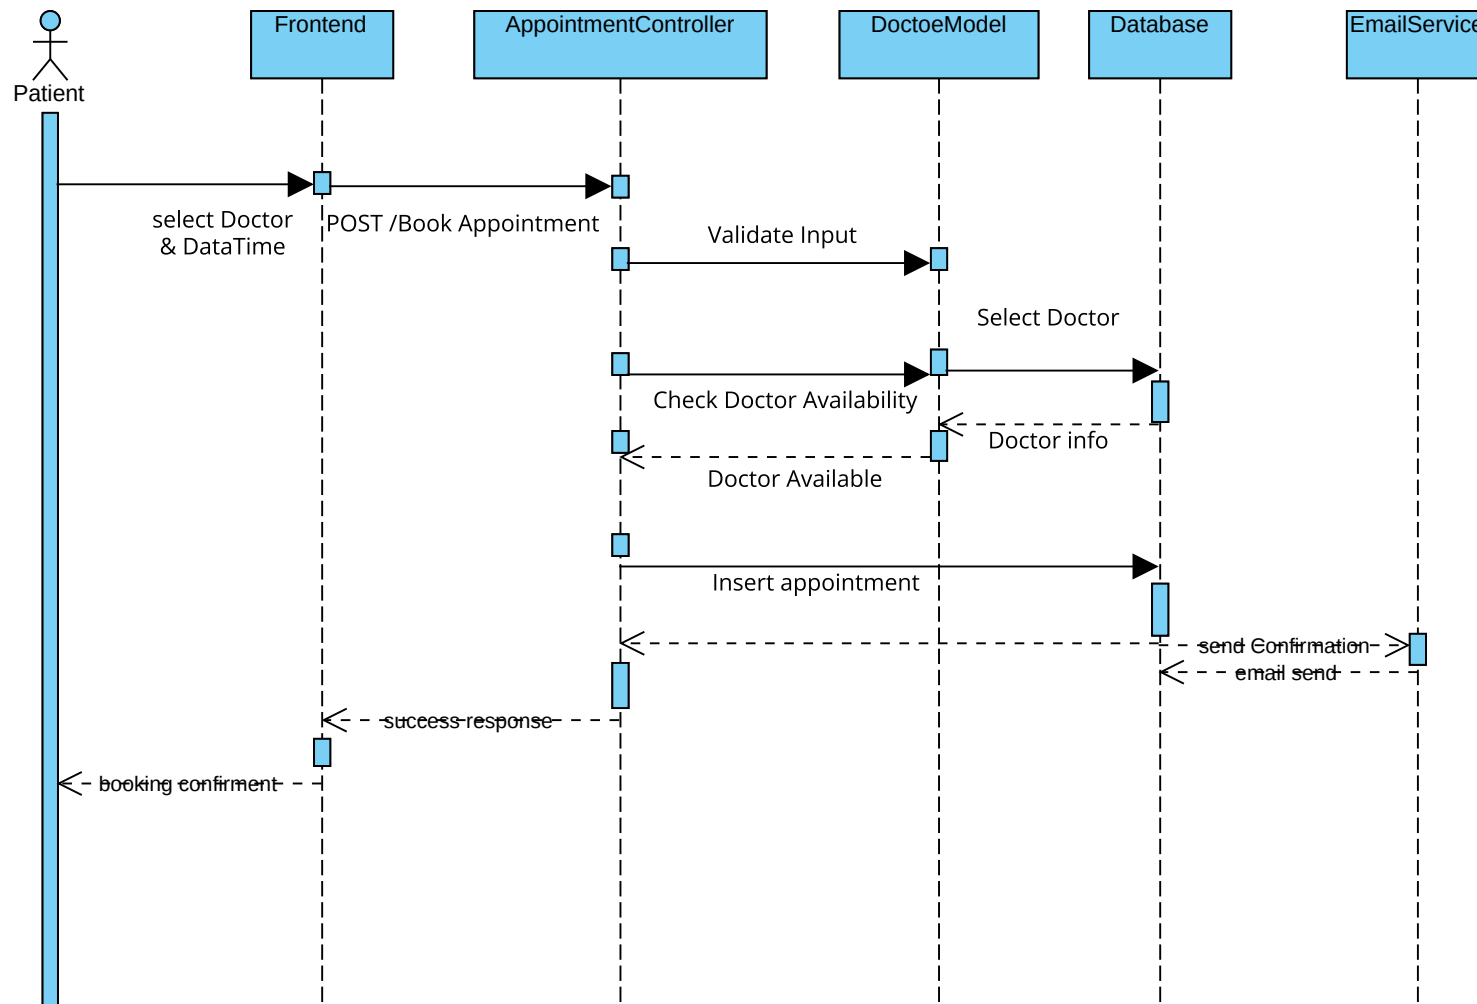 Patient
Frontend
AppointmentController
DoctoeModel
Database
EmailService
select Doctor
& DataTime
POST /Book Appointment
Validate Input
Select Doctor
Check Doctor Availability
Doctor info
Doctor Available
Insert appointment
send Confirmation
email send
success response
booking confirment